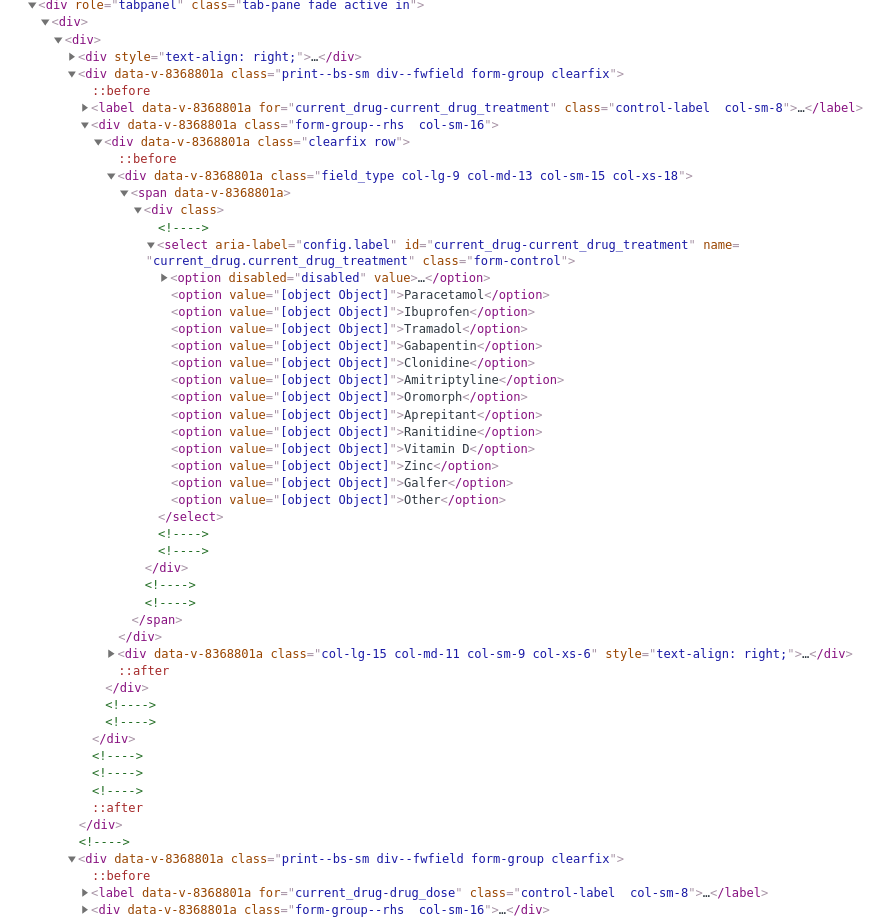 ▼<div role="tabpanel" class="tab-pane fade active in">
▼<div>
▼<div>
▶<div style="text-align: right;">…</div>
▼<div data-v-8368801a class="print--bs-sm div--fwfield form-group clearfix">
::before
▶<label data-v-8368801a for="current_drug-current_drug_treatment" class="control-label  col-sm-8">…</label>
▼<div data-v-8368801a class="form-group--rhs  col-sm-16">
▼<div data-v-8368801a class="clearfix row">
::before
▼<div data-v-8368801a class="field_type col-lg-9 col-md-13 col-sm-15 col-xs-18">
▼<span data-v-8368801a>
▼<div class>
<!---->
▼<select aria-label="config.label" id="current_drug-current_drug_treatment" name=
"current_drug.current_drug_treatment" class="form-control">
▶<option disabled="disabled" value>…</option>
<option value="[object Object]">Paracetamol</option>
<option value="[object Object]">Ibuprofen</option>
<option value="[object Object]">Tramadol</option>
<option value="[object Object]">Gabapentin</option>
<option value="[object Object]">Clonidine</option>
<option value="[object Object]">Amitriptyline</option>
<option value="[object Object]">Oromorph</option>
<option value="[object Object]">Aprepitant</option>
<option value="[object Object]">Ranitidine</option>
<option value="[object Object]">Vitamin D</option>
<option value="[object Object]">Zinc</option>
<option value="[object Object]">Galfer</option>
<option value="[object Object]">Other</option>
</select>
<!---->
<!---->
</div>
<!---->
<!---->
</span>
</div>
▶<div data-v-8368801a class="col-lg-15 col-md-11 col-sm-9 col-xs-6" style="text-align: right;">…</div>
::after
</div>
<!---->
<!---->
</div>
<!---->
<!---->
<!---->
::after
</div>
<!---->
▼<div data-v-8368801a class="print--bs-sm div--fwfield form-group clearfix">
::before
▶<label data-v-8368801a for="current_drug-drug_dose" class="control-label  col-sm-8">…</label>
▶<div data-v-8368801a class="form-group--rhs  col-sm-16">…</div>